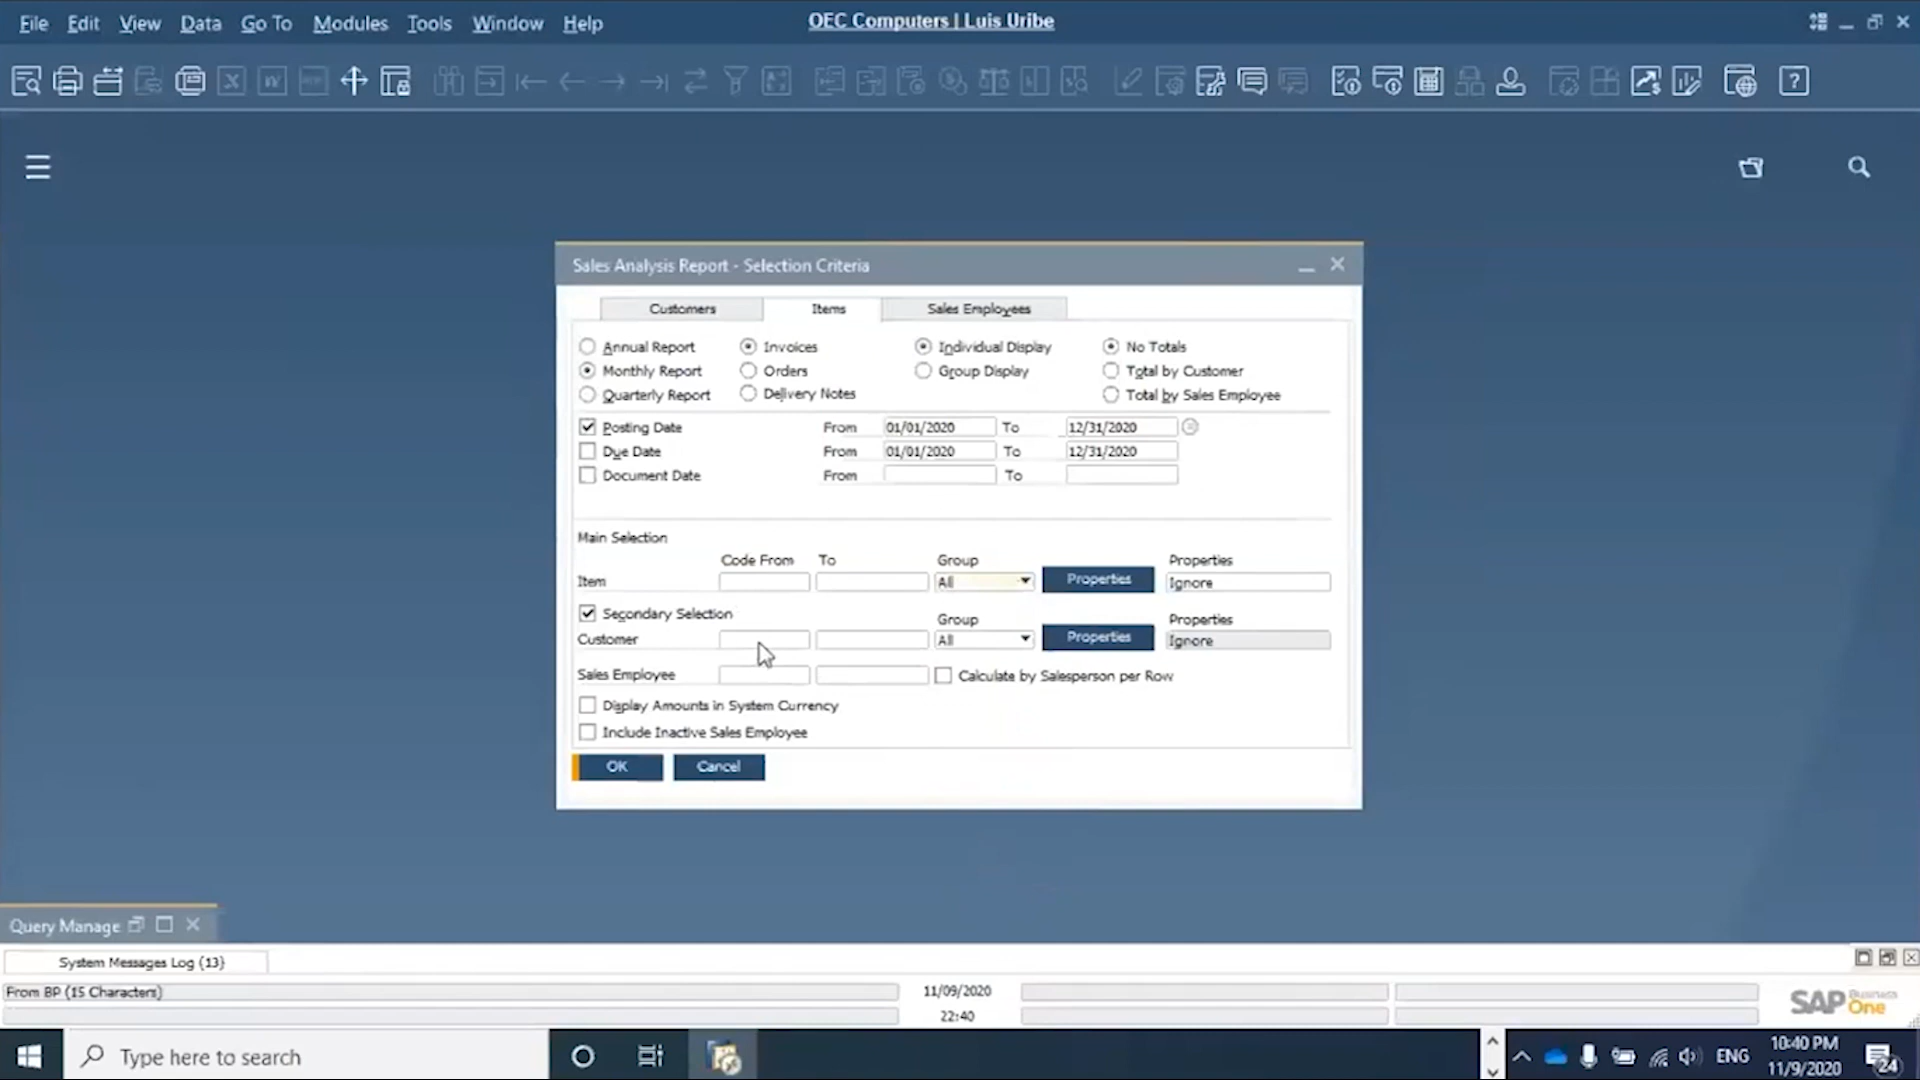 File Edit View Data Go To Modules Tools Window Help
OEC Computers | Luis Uribe
Sales Analysis Report - Selection Criteria
Customers Items Sales Employees
Annual Report Invoices Individual Display No Totals
Monthly Report Orders Group Display Total by Customer
Quarterly Report Delivery Notes Total by Sales Employee
Posting Date From 01/01/2020 To 12/31/2020
Due Date From 01/01/2020 To 12/31/2020
Document Date From To
Main Selection
Code From To Group Properties
Item All Properties Ignore
Secondary Selection Group Properties
Customer All Properties Ignore
Sales Employee Calculate by Salesperson per Row
Display Amounts in System Currency
Include Inactive Sales Employee
OK Cancel
Query Manage
System Messages Log (13)
From BP (15 Characters) 11/09/2020
22:40
SAP Business One
Type here to search
ENG 10:40 PM
11/9/2020 24